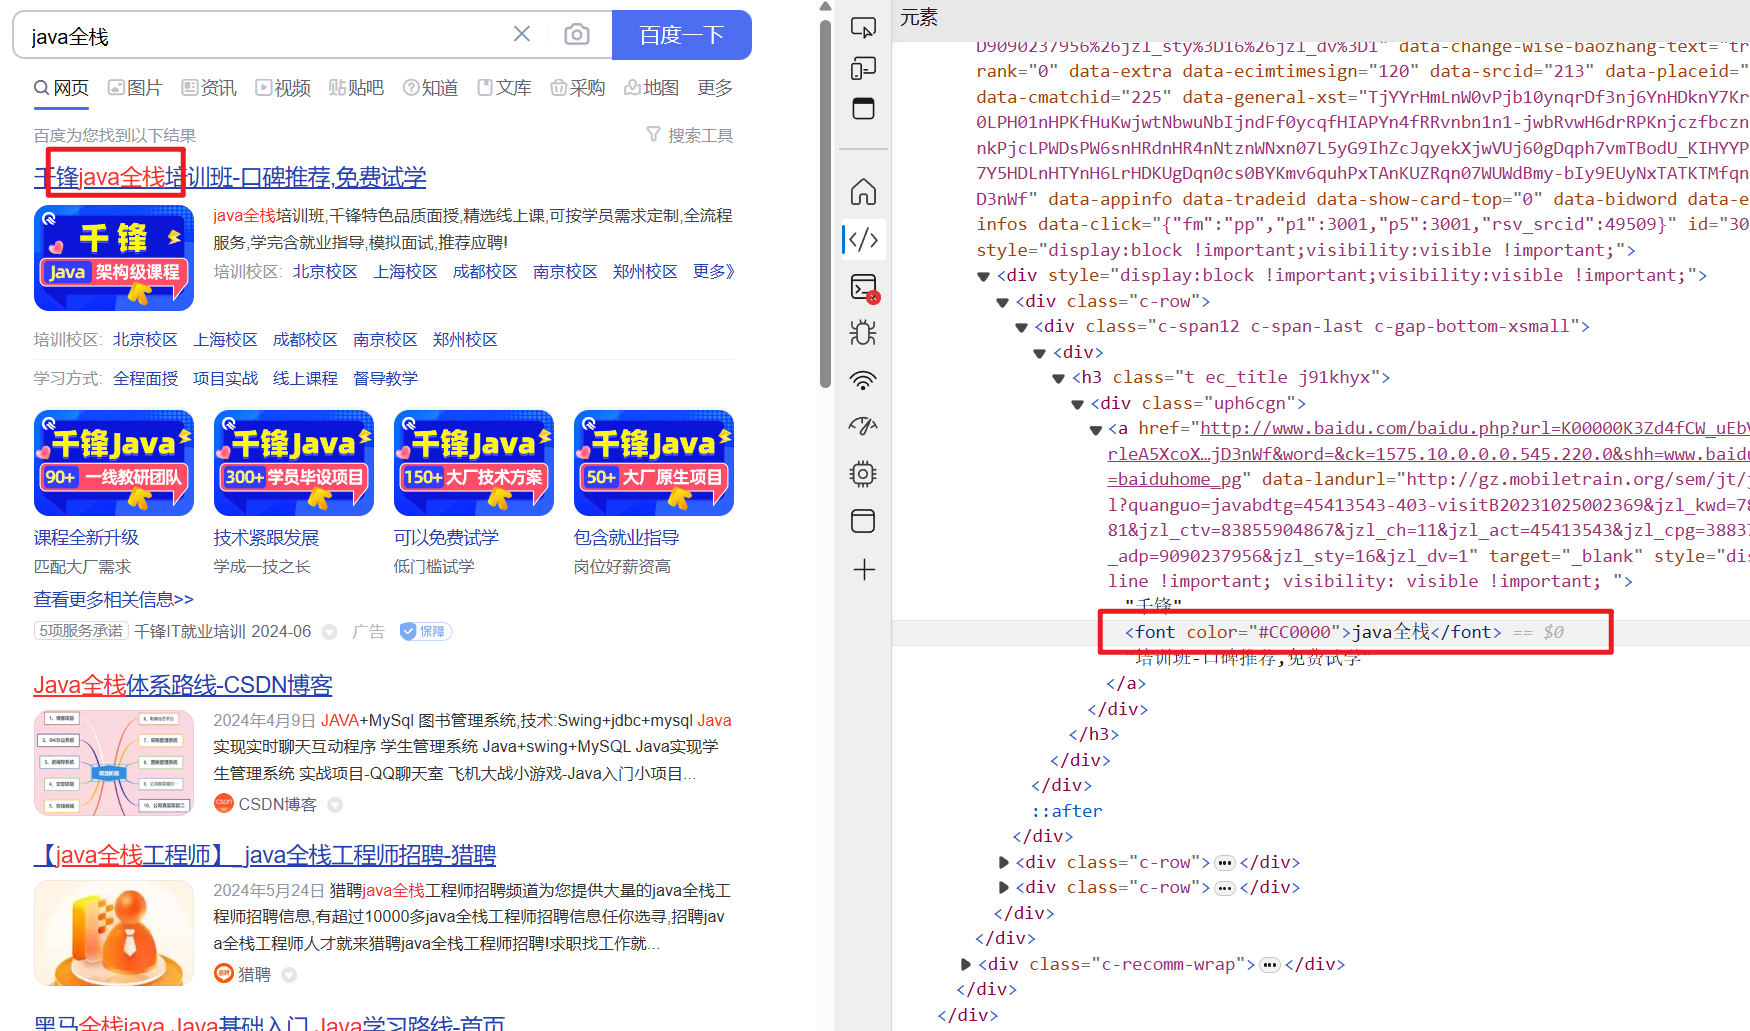 java全栈
百度一下
网页 图片 资讯 视频 贴吧 知道 文库 采购 地图 更多
百度为您找到以下结果
搜索工具
千锋java全栈培训班-口碑推荐,免费试学
千锋
Java 架构级课程
java全栈培训班,千锋特色品质面授,精选线上课,可按学员需求定制,全流程
服务,学完含就业指导,模拟面试,推荐应聘!
培训校区: 北京校区 上海校区 成都校区 南京校区 郑州校区 更多》
培训校区: 北京校区 上海校区 成都校区 南京校区 郑州校区
学习方式: 全程面授 项目实战 线上课程 督导教学
千锋Java
90+ 一线教研团队
千锋Java
300+ 学员毕设项目
千锋Java
150+ 大厂技术方案
千锋Java
50+ 大厂原生项目
课程全新升级
匹配大厂需求
技术紧跟发展
学成一技之长
可以免费试学
低门槛试学
包含就业指导
岗位好薪资高
查看更多相关信息>>
5项服务承诺 千锋IT就业培训 2024-06 广告 保障
Java全栈体系路线-CSDN博客
2024年4月9日 JAVA+MySql 图书管理系统,技术:Swing+jdbc+mysql Java
实现实时聊天互动程序 学生管理系统 Java+swing+MySQL Java实现学
生管理系统 实战项目-QQ聊天室 飞机大战小游戏-Java入门小项目...
CSDN博客
【java全栈工程师】_java全栈工程师招聘-猎聘
2024年5月24日 猎聘java全栈工程师招聘频道为您提供大量的java全栈工
程师招聘信息,有超过10000多java全栈工程师招聘信息任你选寻,招聘jav
a全栈工程师人才就来猎聘java全栈工程师招聘!求职找工作就...
猎聘
黑马全栈java Java基础入门 Java学习路线-首页
元素
D9090237956%26jzl_sty%3D16%26jzl_dv%3D1" data-change-wise-baozhang-text="tr
rank="0" data-extra data-ecimtimesign="120" data-srcid="213" data-placeid="
data-cmatchid="225" data-general-xst="TjYYrHmLnW0vPjb10ynqrDf3nj6YnHDknY7Kr
0LPH01nHPKfHuKwjwtNbwuNbIjndFf0ycqfHIAPYn4fRRvnbn1n1-jwbRvwH6drRPKnjczfbczn
nkPjcLPWDsPW6snHRdnHR4nNtznWNxn07L5yG9IhZcJqyekXjwVUj60gDqph7vmTBodU_KIHYYP
7Y5HDLnHTYnH6LrHDKUgDqn0cs0BYKmv6quhPxTAnKUZRqn07WUWdBmy-bIy9EUyNxTATKTMfqn
D3nWf" data-appinfo data-tradeid data-show-card-top="0" data-bidword data-e
infos data-click="{"fm":"pp","p1":3001,"p5":3001,"rsv_srcid":49509}" id="30
style="display:block !important;visibility:visible !important;">
<div style="display:block !important;visibility:visible !important;">
<div class="c-row">
<div class="c-span12 c-span-last c-gap-bottom-xsmall">
<div>
<h3 class="t ec_title j91khyx">
<div class="uph6cgn">
<a href="http://www.baidu.com/baidu.php?url=K00000K3Zd4fCW_uEbV
rleA5XcoX…jD3nWf&word=&ck=1575.10.0.0.0.545.220.0&shh=www.baidu
=baiduhome_pg" data-landurl="http://gz.mobiletrain.org/sem/jt/j
l?quanguo=javabdtg=45413543-403-visitB20231025002369&jzl_kwd=78
81&jzl_ctv=83855904867&jzl_ch=11&jzl_act=45413543&jzl_cpg=38837
_adp=9090237956&jzl_sty=16&jzl_dv=1" target="_blank" style="dis
line !important; visibility: visible !important; ">
"千锋"
<font color="#CC0000">java全栈</font> == $0
"培训班-口碑推荐,免费试学"
</a>
</div>
</h3>
</div>
</div>
::after
</div>
<div class="c-row"> ••• </div>
<div class="c-row"> ••• </div>
</div>
</div>
<div class="c-recomm-wrap"> ••• </div>
</div>
</div>